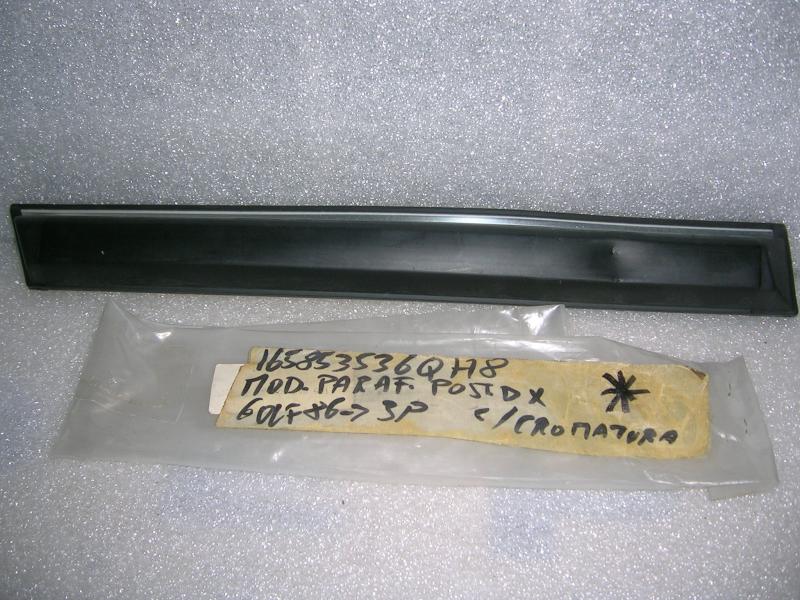 165853536QH8
MOD. PARAF. POST. DX
GOLF 86-> 3P C/CROMATURA